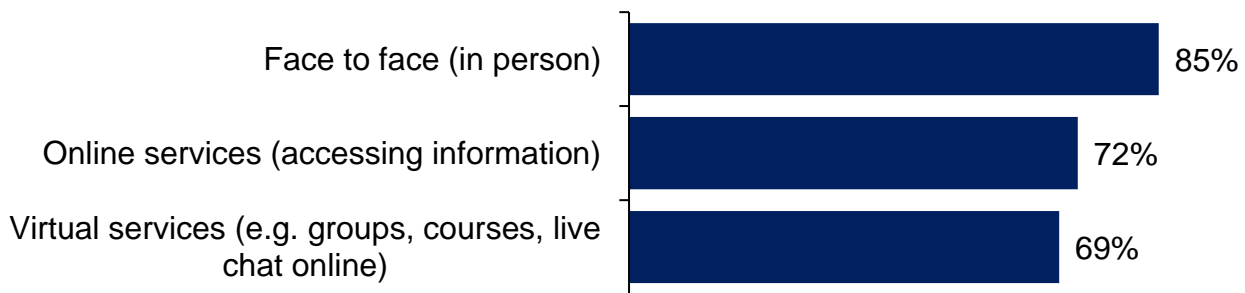 Face to face (in person)
85%
Online services (accessing information)
72%
Virtual services (e.g. groups, courses, live
chat online)
69%